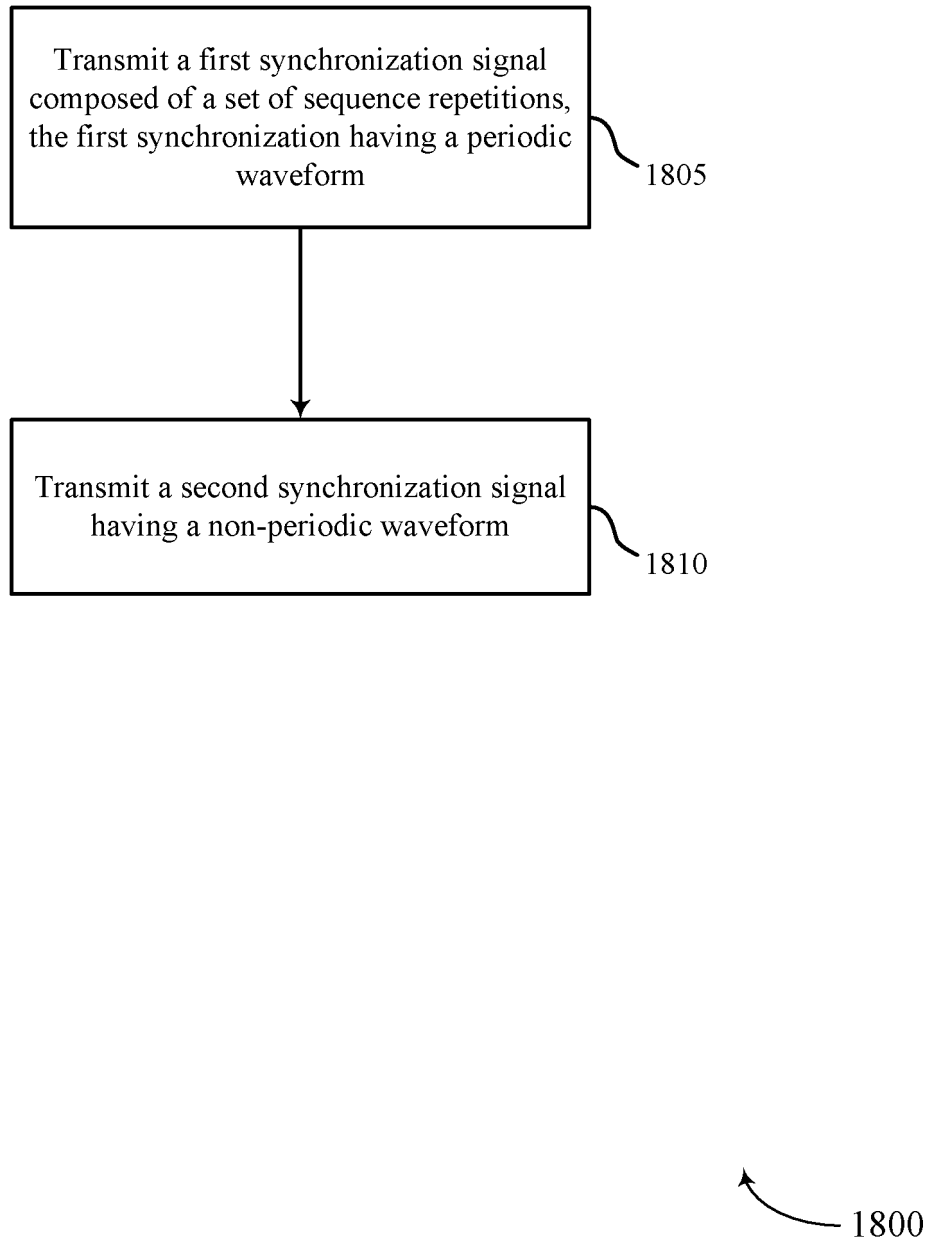 Transmit a first synchronization signal
composed of a set of sequence repetitions,
the first synchronization having a periodic
waveform
1805
Transmit a second synchronization signal
having a non-periodic waveform
1810
1800